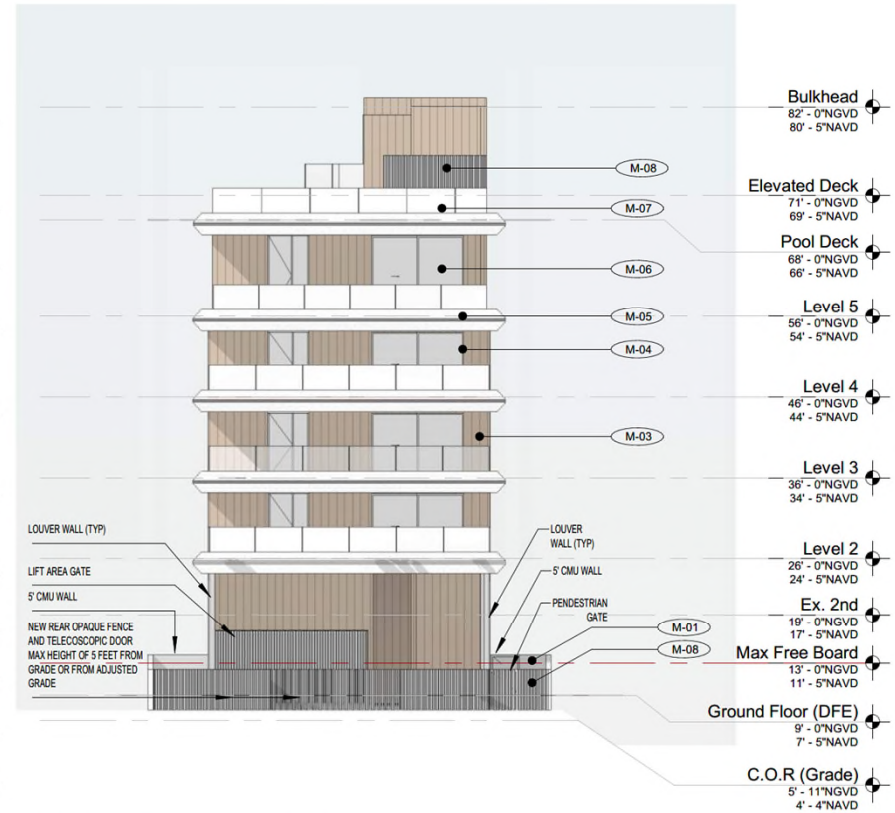 Bulkhead
82' - 0"NGVD
80' - 5"NAVD
M-08
Elevated Deck
71' - 0"NGVD
69' - 5"NAVD
M-07
Pool Deck
68' - 0"NGVD
66' - 5"NAVD
M-06
Level 5
56' - 0"NGVD
54' - 5"NAVD
M-05
M-04
Level 4
46' - 0"NGVD
44' - 5"NAVD
M-03
Level 3
36' - 0"NGVD
34' - 5"NAVD
LOUVER WALL (TYP)
LOUVER
WALL (TYP)
Level 2
26' - 0"NGVD
24' - 5"NAVD
LIFT AREA GATE
5' CMU WALL
5' CMU WALL
PENDESTRIAN
GATE
Ex. 2nd
19' - 0"NGVD
17' - 5"NAVD
NEW REAR OPAQUE FENCE
AND TELECOSCOPIC DOOR
MAX HEIGHT OF 5 FEET FROM
GRADE OR FROM ADJUSTED
GRADE
M-01
M-08
Max Free Board
13' - 0"NGVD
11' - 5"NAVD
Ground Floor (DFE)
9' - 0"NGVD
7' - 5"NAVD
C.O.R (Grade)
5' - 11"NGVD
4' - 4"NAVD